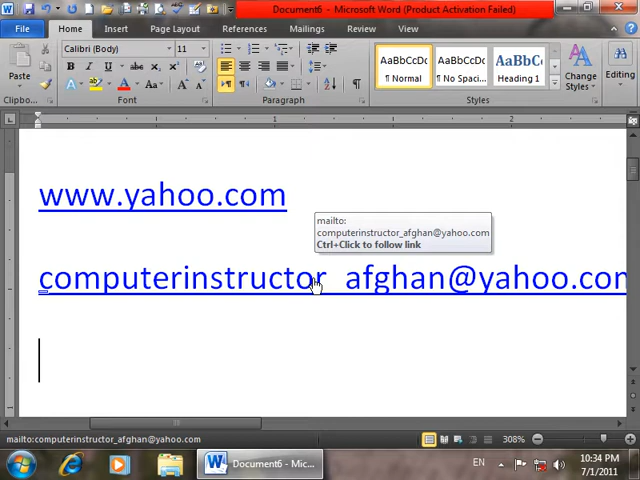 Document6 - Microsoft Word (Product Activation Failed)
File Home Insert Page Layout References Mailings Review View
Calibri (Body) 11
Paste
AaBbCcDc AaBbCcDc AaBbC
¶ Normal No Spaci... Heading 1
Change Styles
Editing
Clipbo... Font Paragraph Styles
1 2
www.yahoo.com
mailto:
computerinstructor_afghan@yahoo.com
Ctrl+Click to follow link
computerinstructor_afghan@yahoo.com
mailto:computerinstructor_afghan@yahoo.com
308%
Document6 - Mic...
EN
10:34 PM
7/1/2011